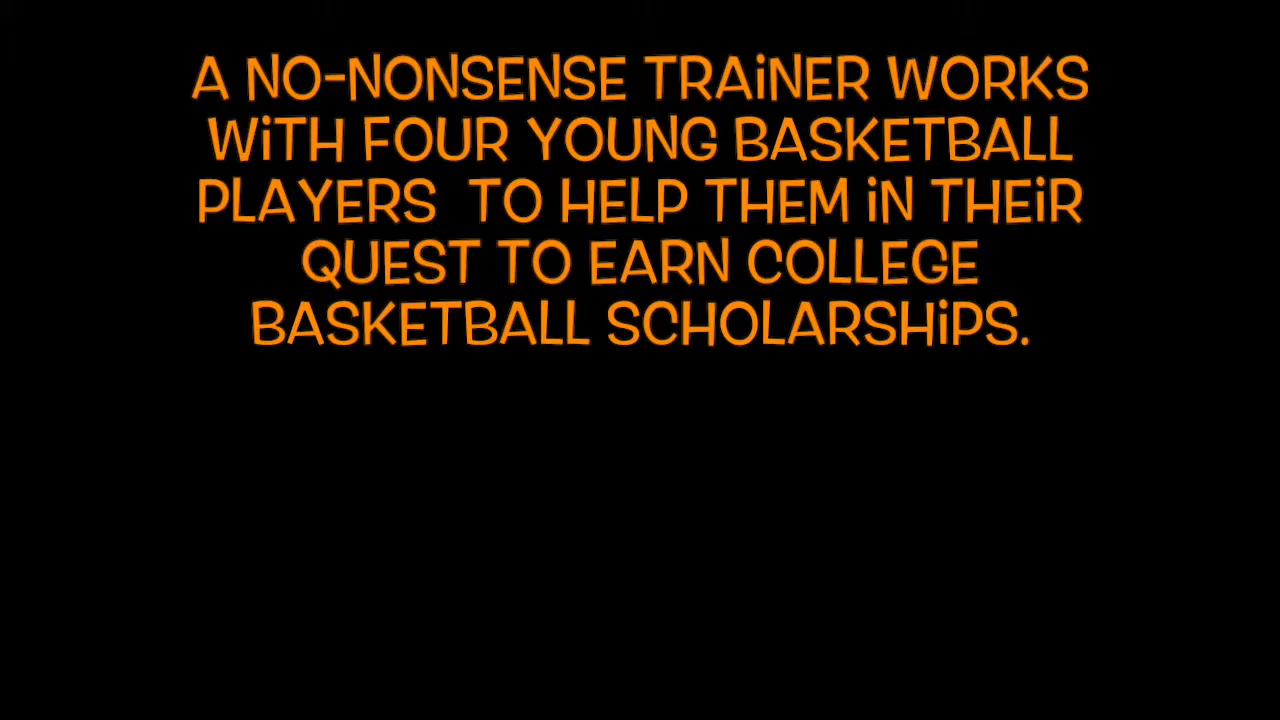 A NO-NONSENSE TRAiNER WORKS
WiTH FOUR YOUNG BASKETBALL
PLAYERS  TO HELP THEM iN THEiR
QUEST TO EARN COLLEGE
BASKETBALL SCHOLARSHiPS.